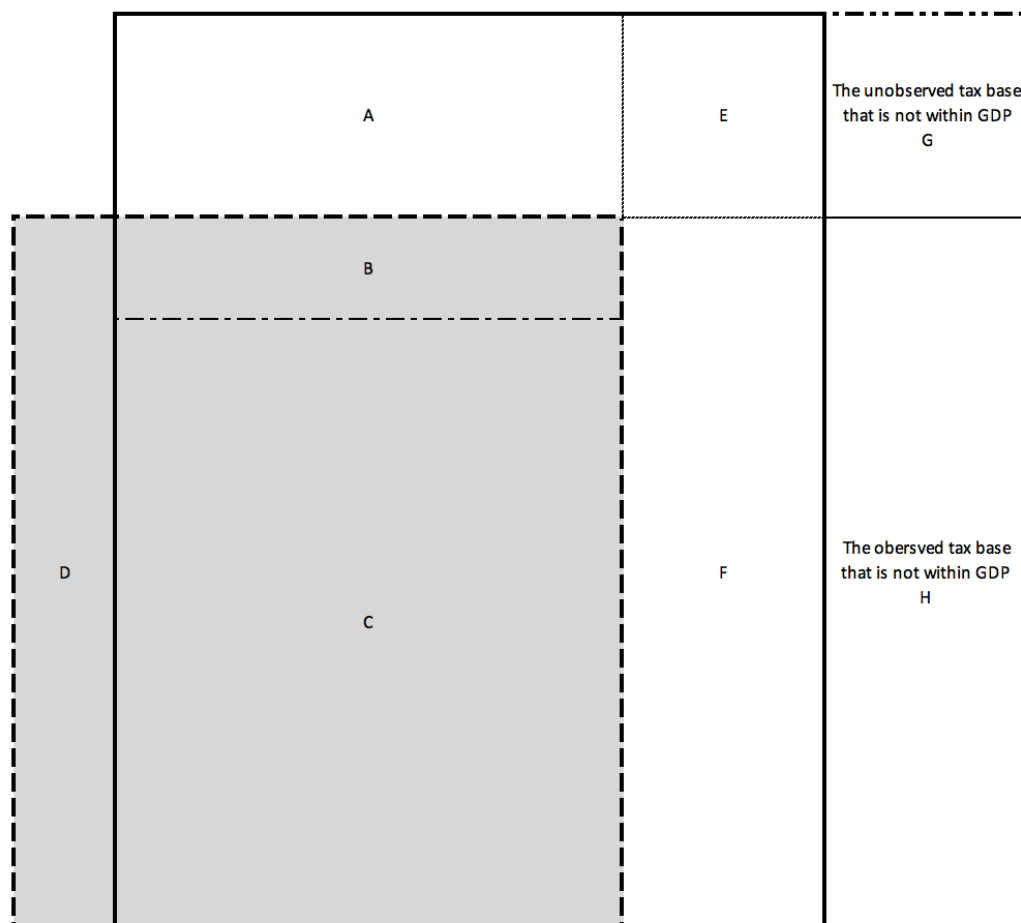 A
E
The unobserved tax base
that is not within GDP
G
B
D
C
F
The obersved tax base
that is not within GDP
H